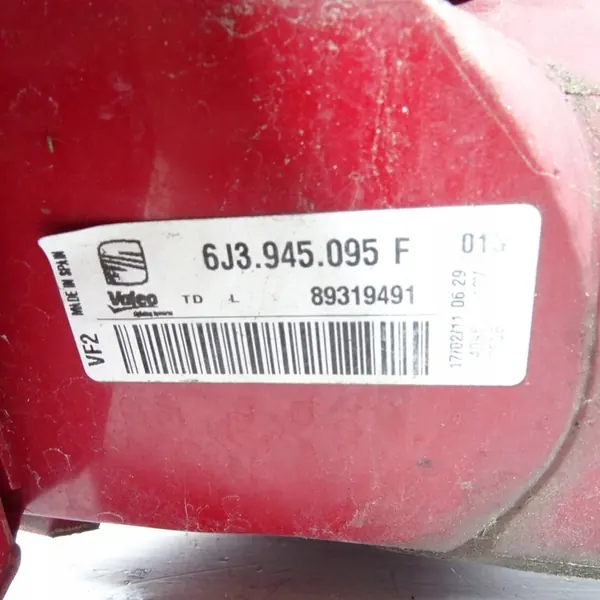 MADE IN SPAIN
VF2
6J3.945.095 F
Valeo
TD L
89319491
17/02/11 06:29